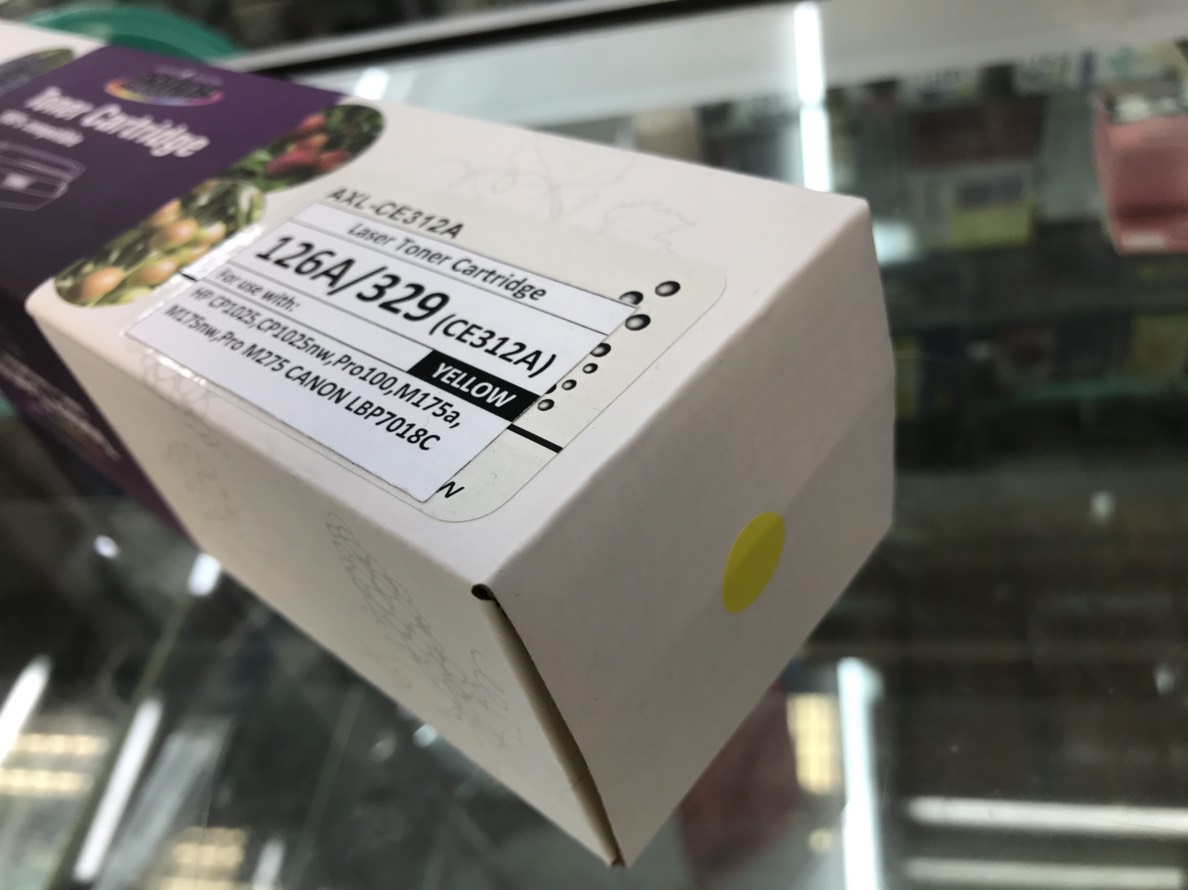 Toner Cartridge
AXL-CE312A
Laser Toner Cartridge
126A/329 (CE312A)
For use with:
YELLOW
HP CP1025,CP1025nw,Pro100,M175a,
M175nw,Pro M275 CANON LBP7018C
N